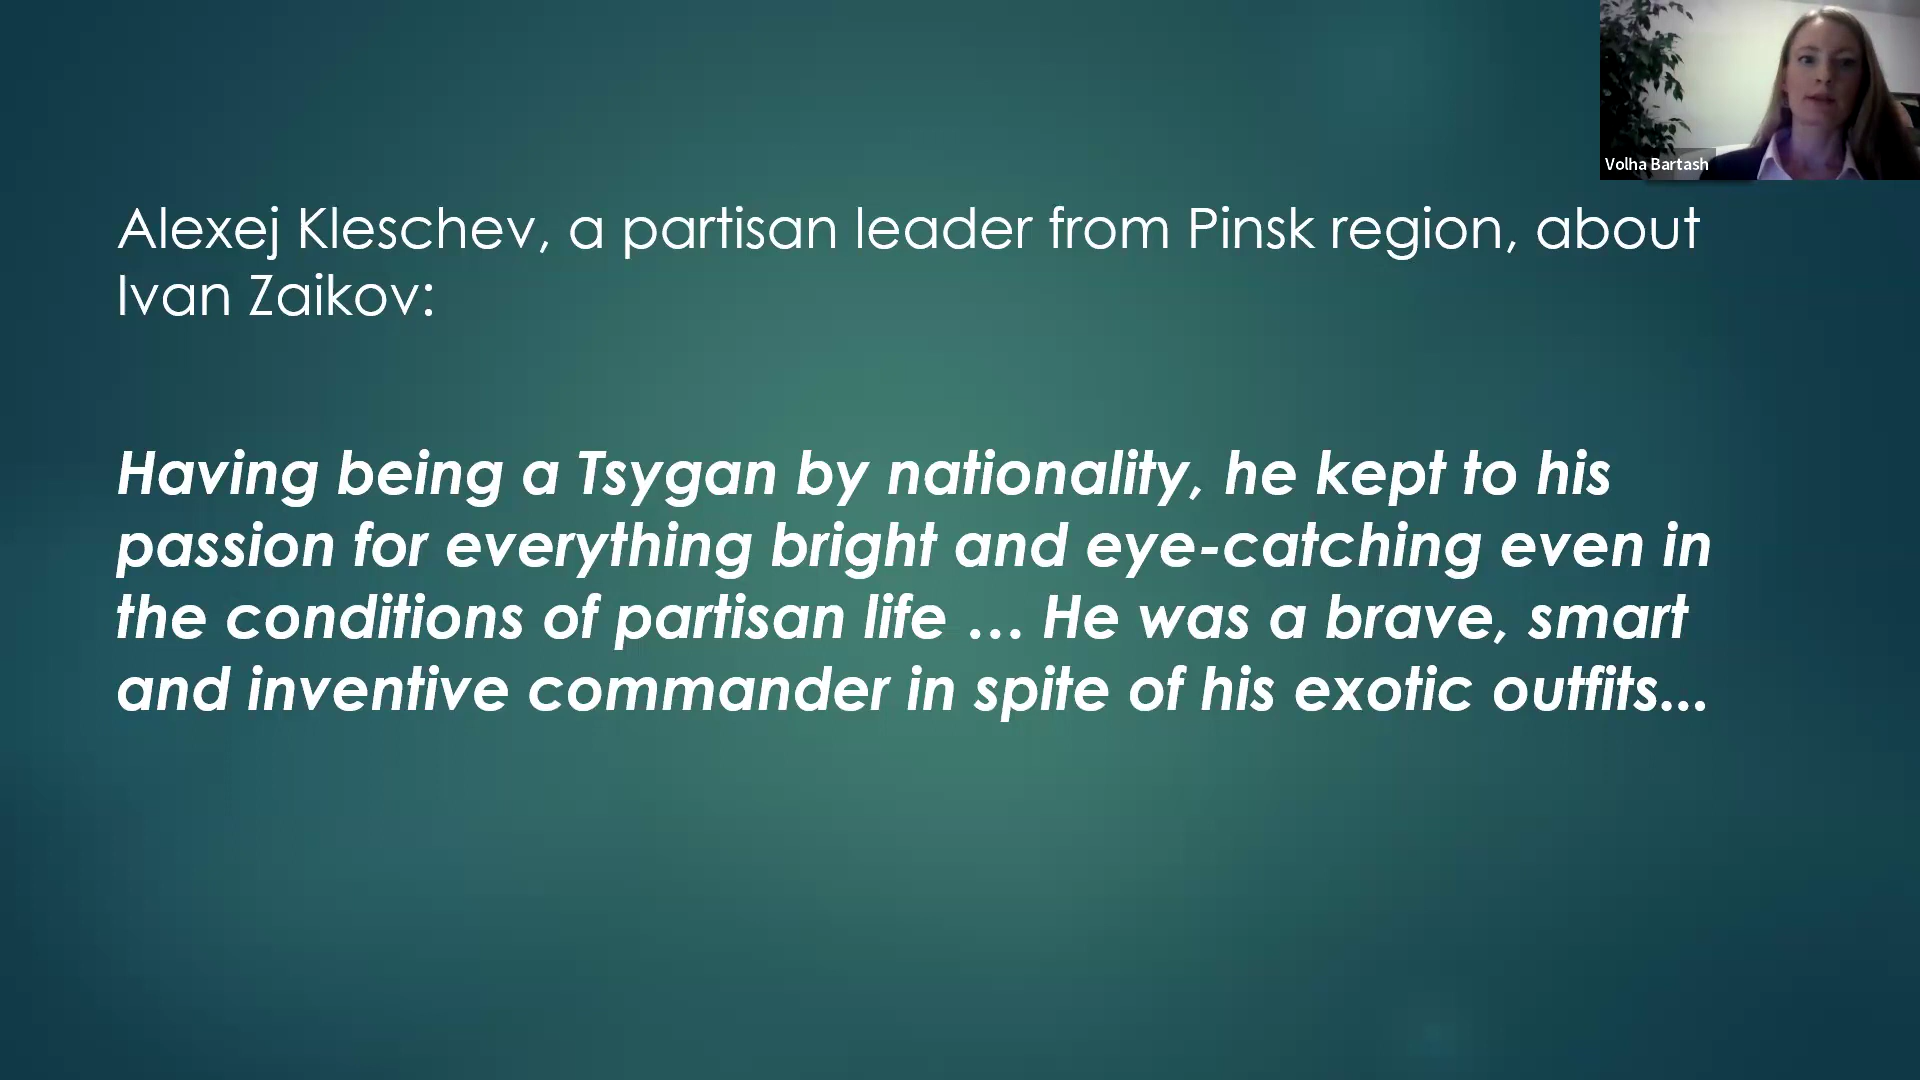 Volha Bartash
Alexej Kleschev, a partisan leader from Pinsk region, about
Ivan Zaikov:
Having being a Tsygan by nationality, he kept to his
passion for everything bright and eye-catching even in
the conditions of partisan life … He was a brave, smart
and inventive commander in spite of his exotic outfits...